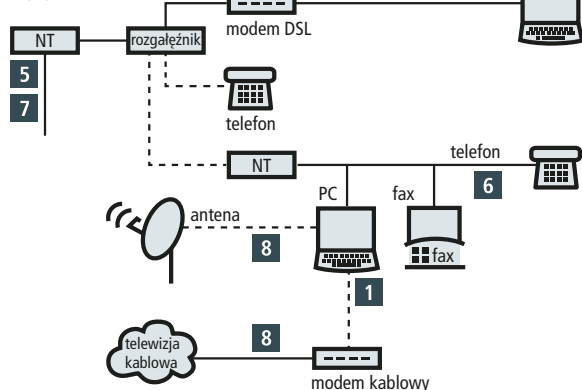 modem DSL
NT
rozgałęźnik
5
7
telefon
telefon
NT
6
PC
fax
antena
fax
8
1
telewizja
kablowa
8
modem kablowy